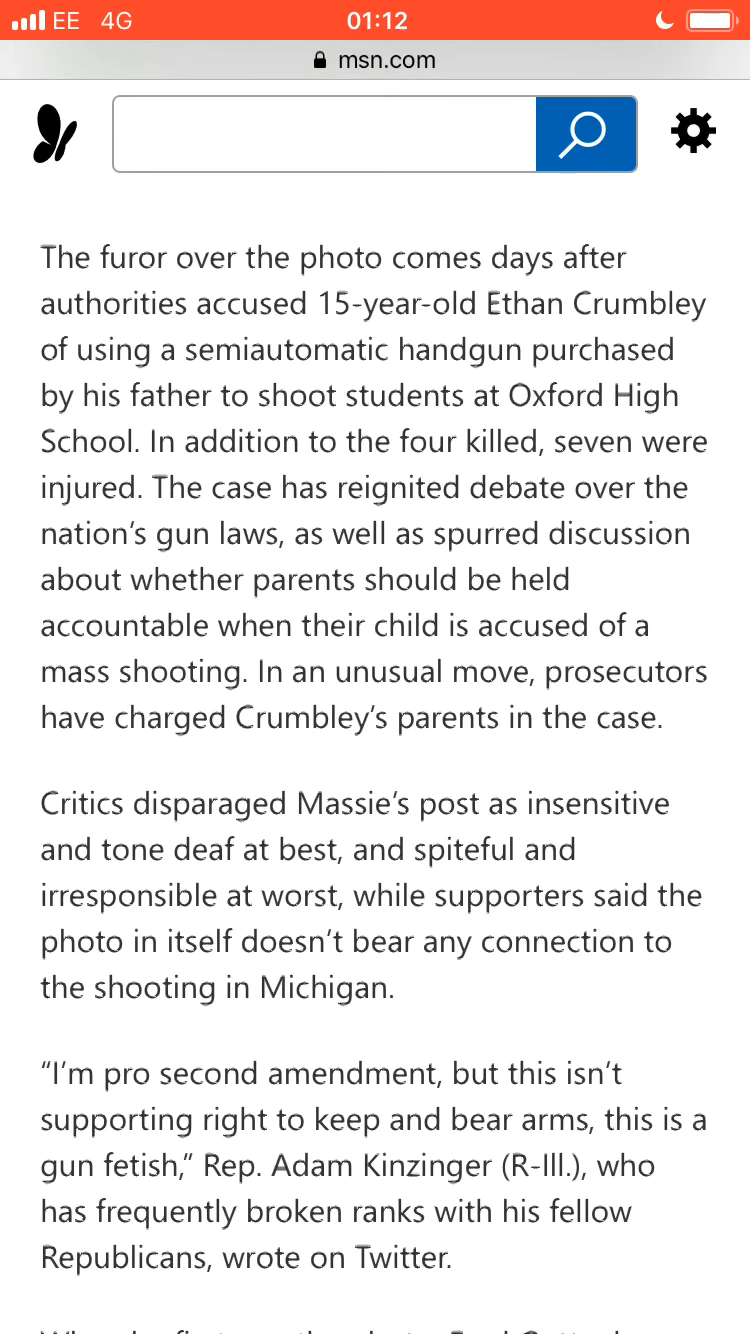 EE 4G 01:12
msn.com
The furor over the photo comes days after
authorities accused 15-year-old Ethan Crumbley
of using a semiautomatic handgun purchased
by his father to shoot students at Oxford High
School. In addition to the four killed, seven were
injured. The case has reignited debate over the
nation’s gun laws, as well as spurred discussion
about whether parents should be held
accountable when their child is accused of a
mass shooting. In an unusual move, prosecutors
have charged Crumbley’s parents in the case.
Critics disparaged Massie’s post as insensitive
and tone deaf at best, and spiteful and
irresponsible at worst, while supporters said the
photo in itself doesn’t bear any connection to
the shooting in Michigan.
“I’m pro second amendment, but this isn’t
supporting right to keep and bear arms, this is a
gun fetish,” Rep. Adam Kinzinger (R-Ill.), who
has frequently broken ranks with his fellow
Republicans, wrote on Twitter.